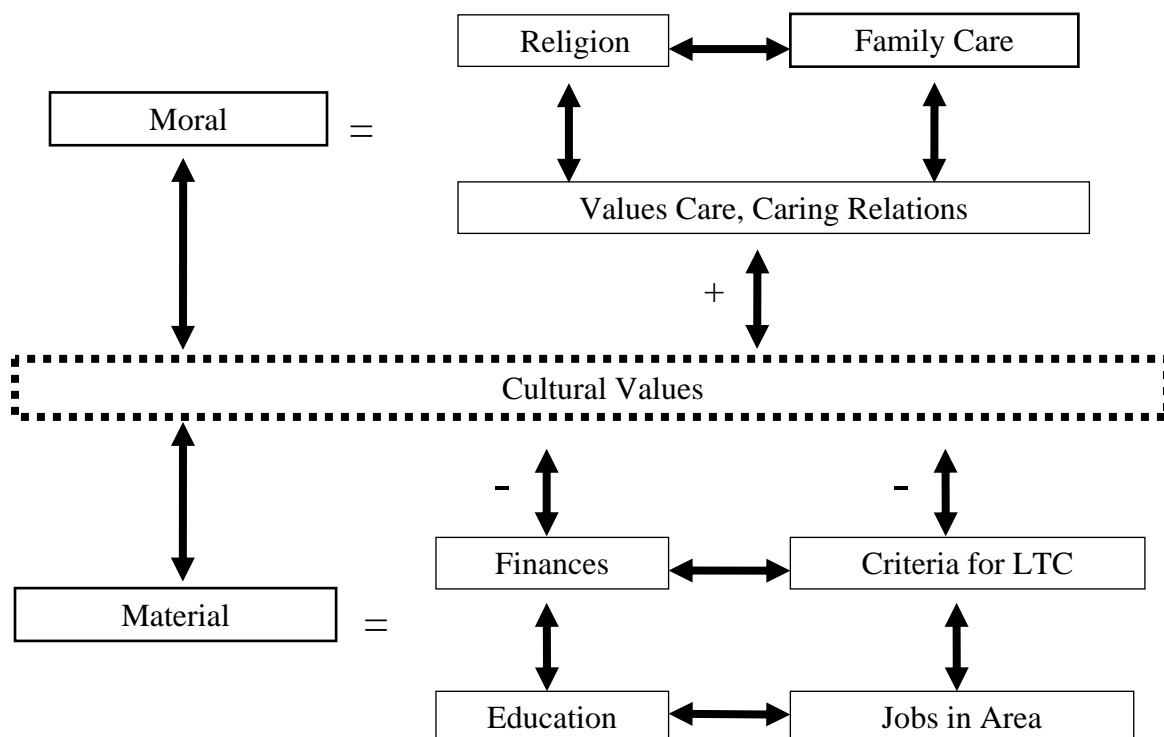 Religion
Family Care
Moral
=
Values Care, Caring Relations
+
Cultural Values
-
-
Finances
Criteria for LTC
Material
=
Education
Jobs in Area